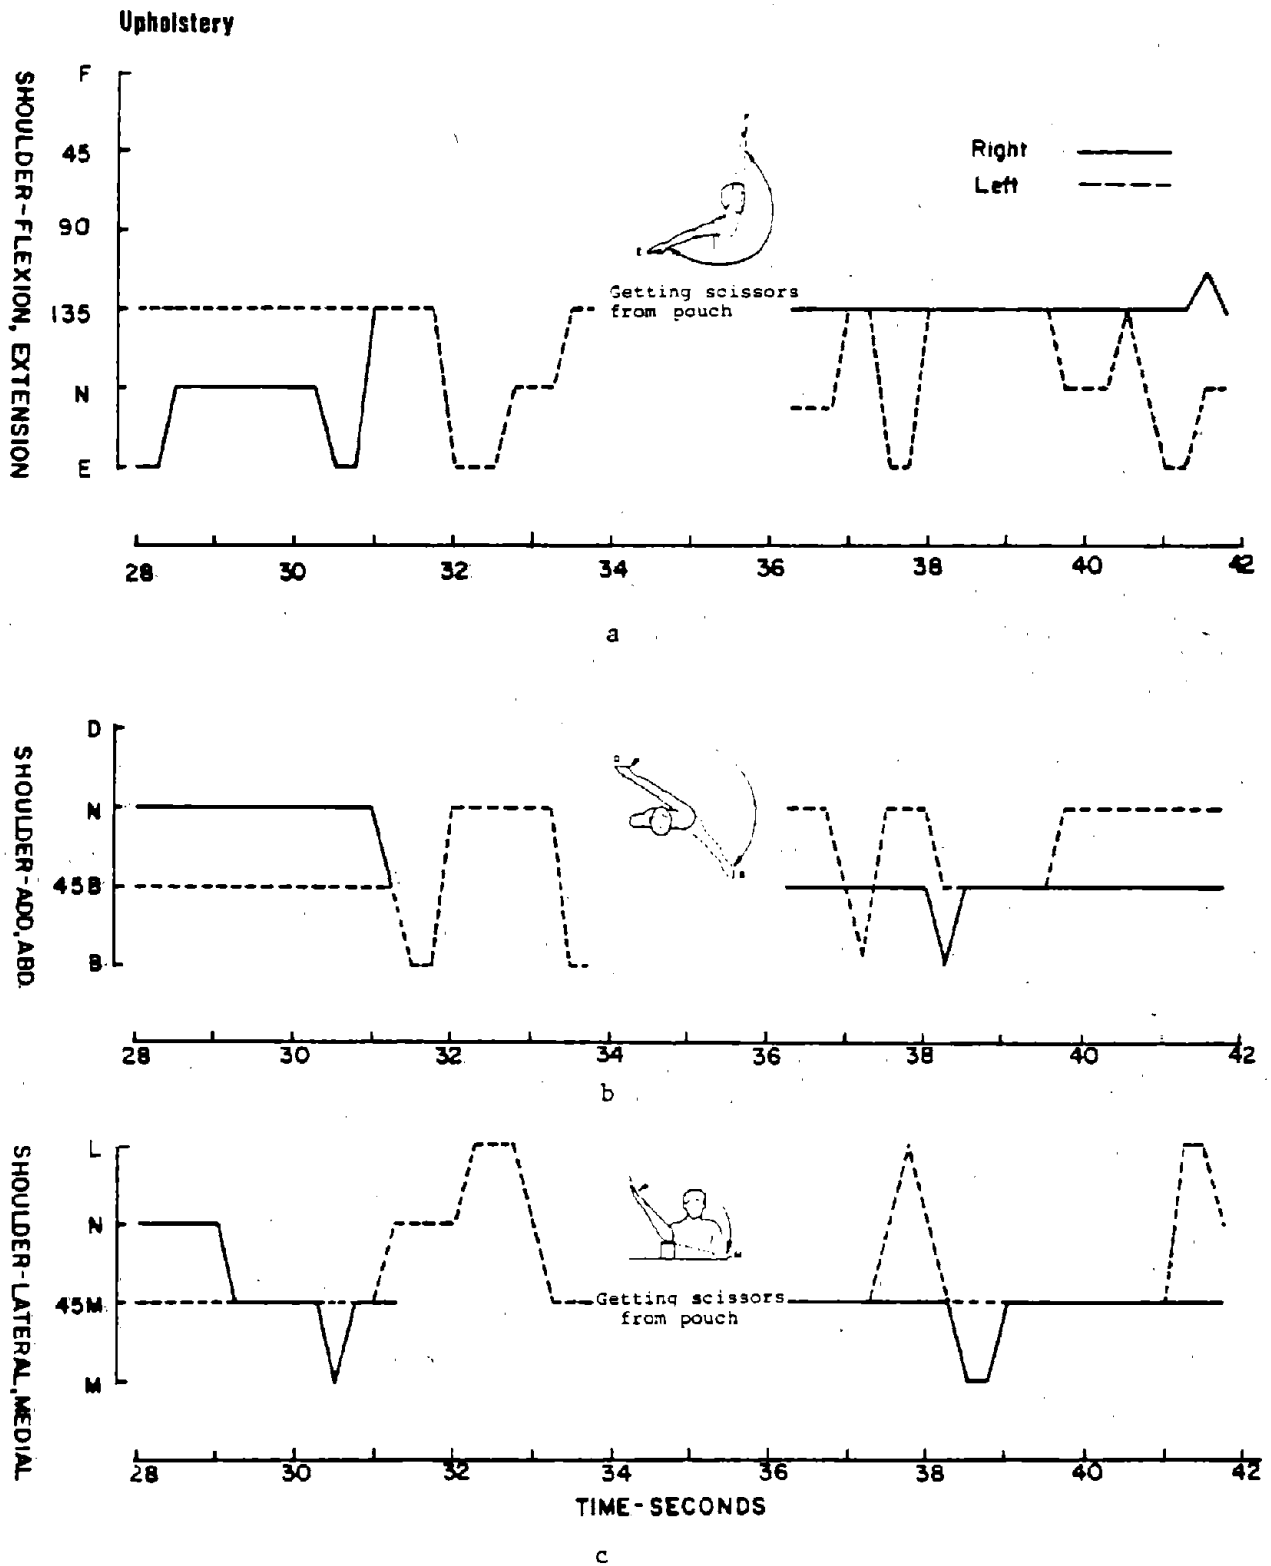 Upholstery
SHOULDER-FLEXION, EXTENSION
F
45
90
135
N
E
Right
Left
Getting scissors
from pouch
28 30 32 34 36 38 40 42
a
SHOULDER-ADD, ABD.
D
N
45B
B
28 30 32 34 36 38 40 42
b
SHOULDER-LATERAL, MEDIAL
L
N
45M
M
Getting scissors
from pouch
28 30 32 34 36 38 40 42
TIME-SECONDS
c